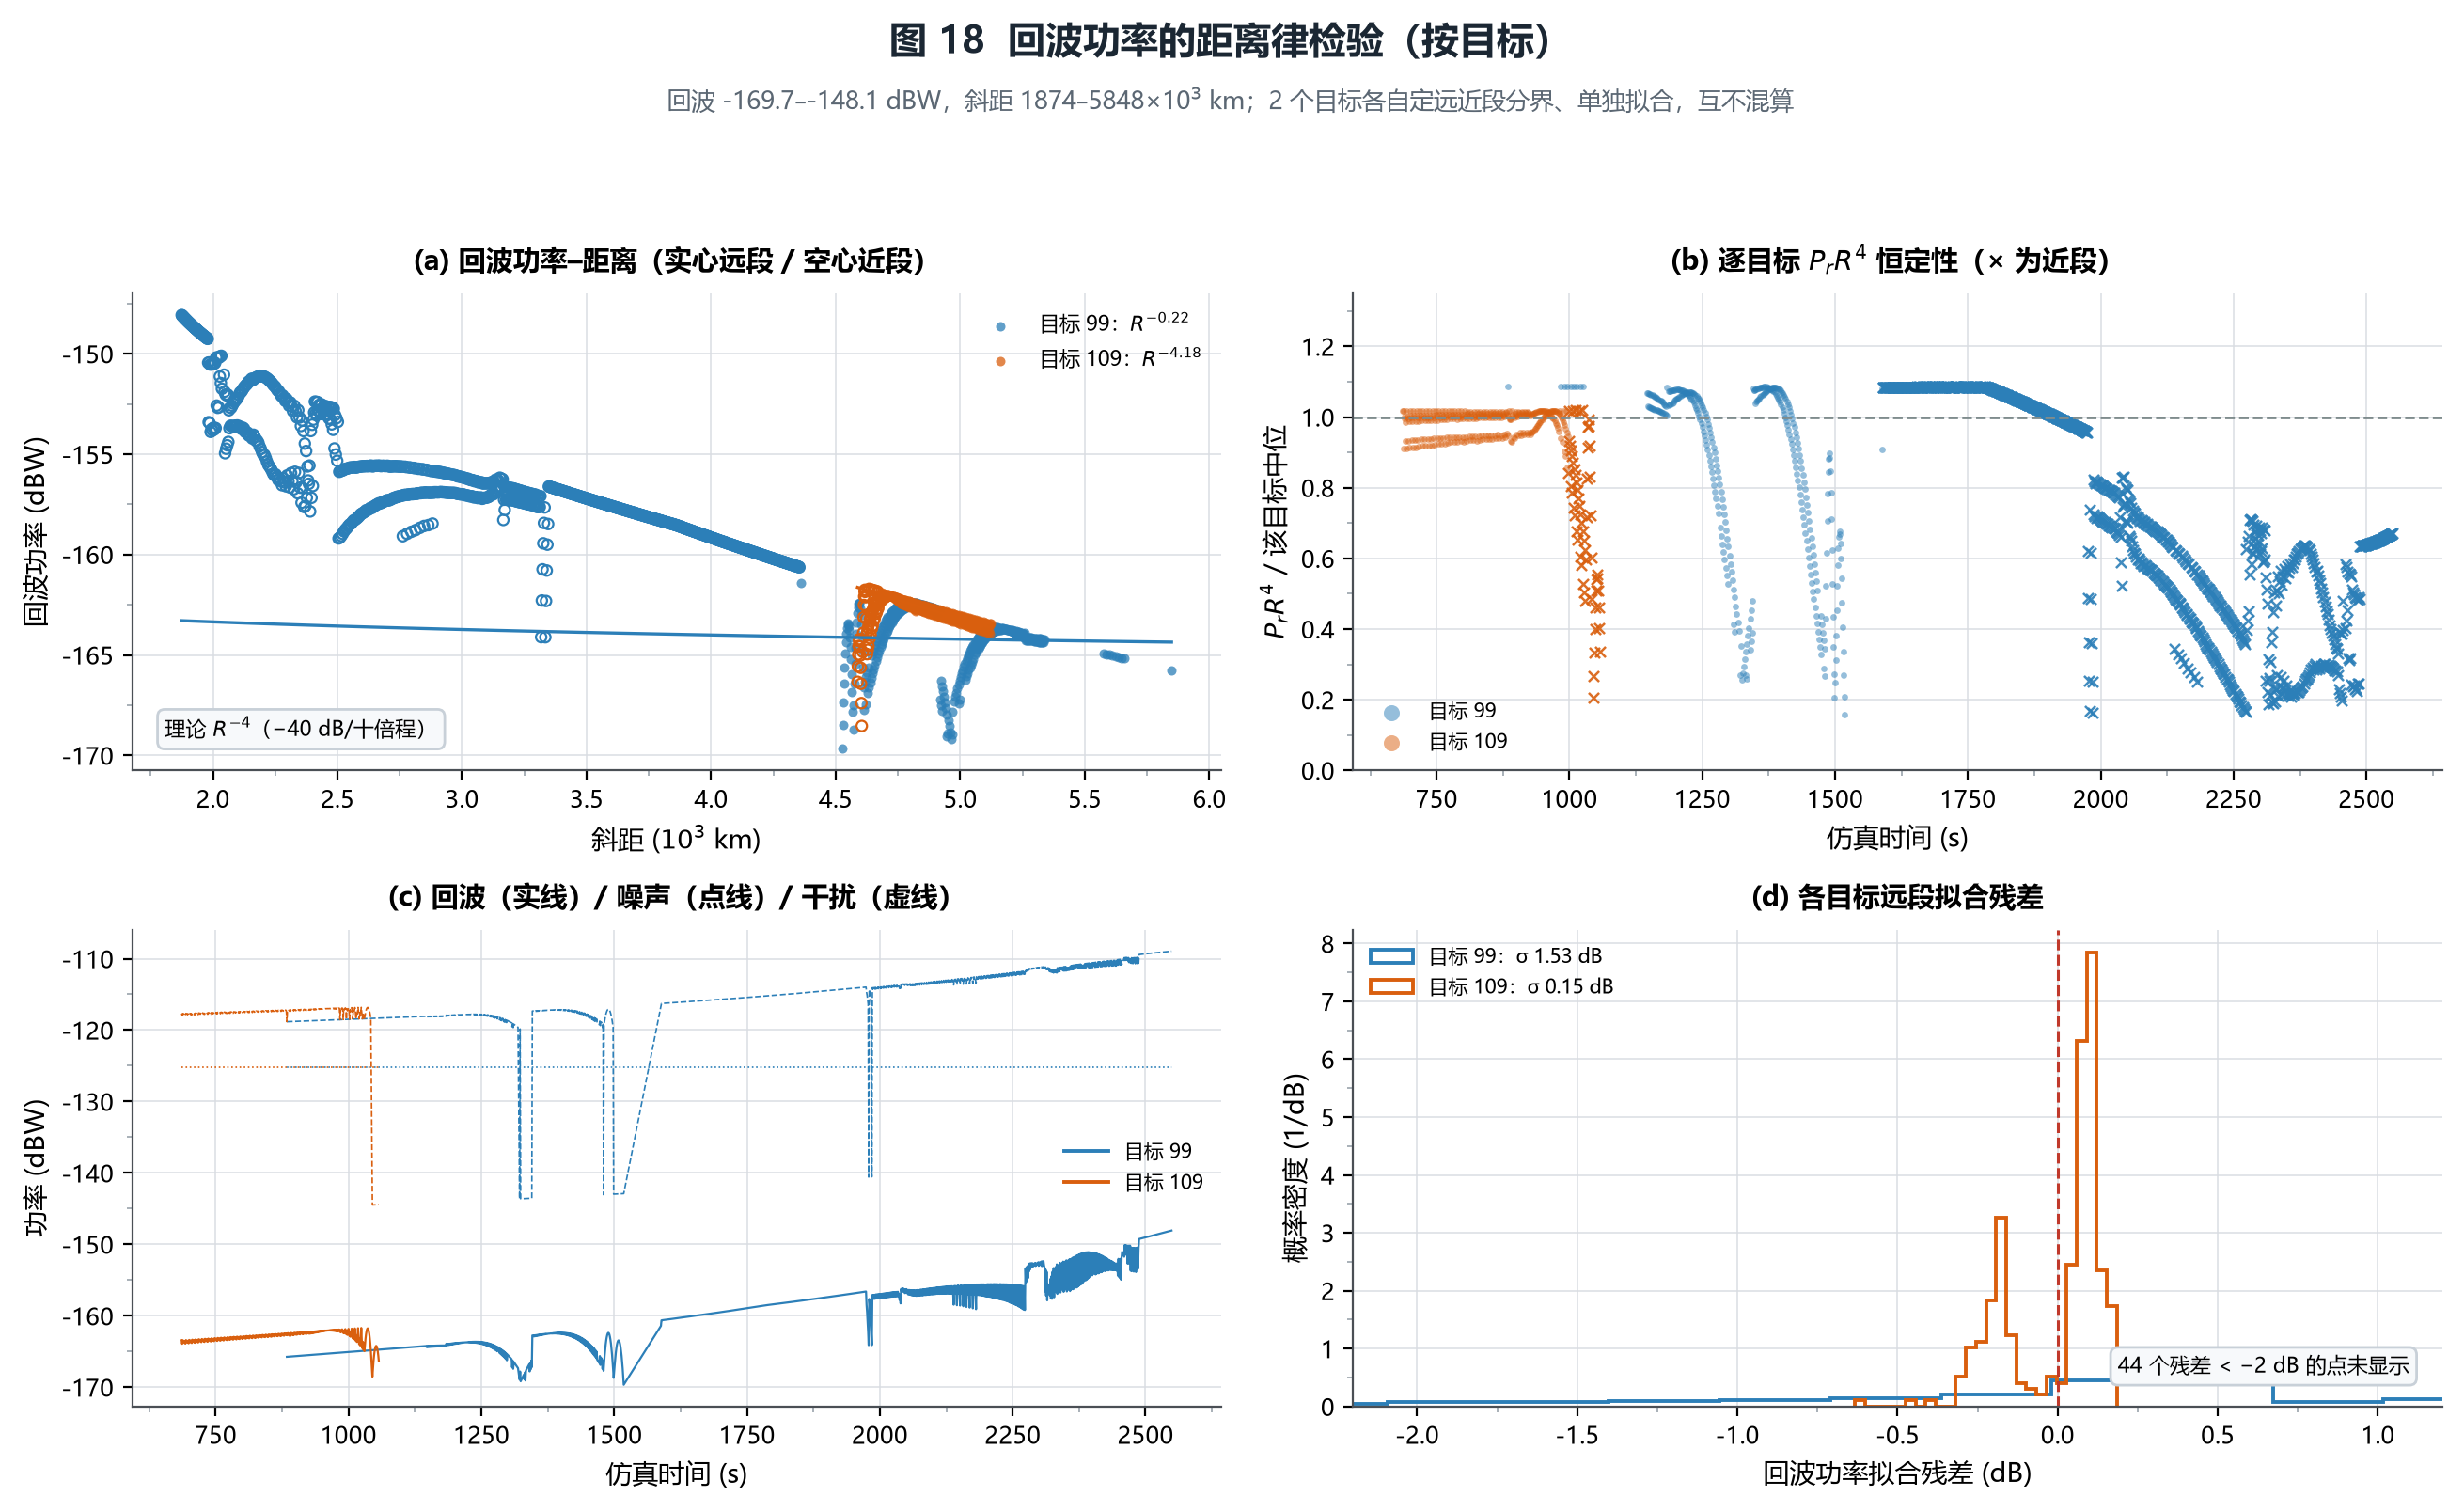 图 18 回波功率的距离律检验（按目标）
回波 -169.7–-148.1 dBW，斜距 1874–5848×10³ km；2 个目标各自定远近段分界、单独拟合，互不混算
(a) 回波功率–距离（实心远段 / 空心近段）
回波功率 (dBW)
-150
-155
-160
-165
-170
目标 99：R⁻⁰·²²
目标 109：R⁻⁴·¹⁸
理论 R⁻⁴（−40 dB/十倍程）
2.0 2.5 3.0 3.5 4.0 4.5 5.0 5.5 6.0
斜距 (10³ km)
(b) 逐目标 PᵣR⁴ 恒定性（× 为近段）
PᵣR⁴ / 该目标中位
1.2
1.0
0.8
0.6
0.4
0.2
0.0
目标 99
目标 109
750 1000 1250 1500 1750 2000 2250 2500
仿真时间 (s)
(c) 回波（实线）/ 噪声（点线）/ 干扰（虚线）
功率 (dBW)
-110
-120
-130
-140
-150
-160
-170
目标 99
目标 109
750 1000 1250 1500 1750 2000 2250 2500
仿真时间 (s)
(d) 各目标远段拟合残差
概率密度 (1/dB)
8
7
6
5
4
3
2
1
0
目标 99：σ 1.53 dB
目标 109：σ 0.15 dB
44 个残差 < −2 dB 的点未显示
-2.0 -1.5 -1.0 -0.5 0.0 0.5 1.0
回波功率拟合残差 (dB)